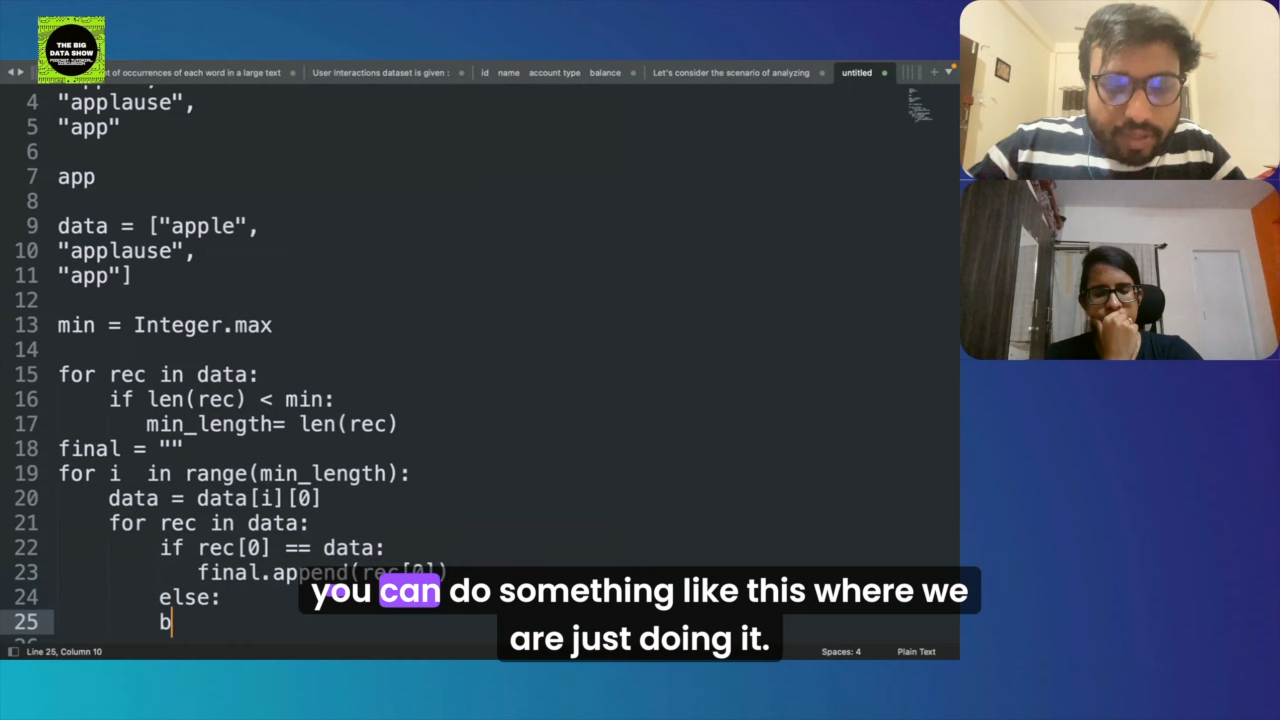 THE BIG
DATA SHOW
PODCAST, TUTORIAL,
DISCUSSION
t of occurrences of each word in a large text
User Interactions dataset is given :
id name account type balance
Let's consider the scenario of analyzing
untitled
4 "applause",
5 "app"
6
7 app
8
9 data = ["apple",
10 "applause",
11 "app"]
12
13 min = Integer.max
14
15 for rec in data:
16 if len(rec) < min:
17 min_length= len(rec)
18 final = ""
19 for i  in range(min_length):
20 data = data[i][0]
21 for rec in data:
22 if rec[0] == data:
23 final.append(rec[0])
24 else:
25 b
you can do something like this where we
are just doing it.
Line 25, Column 10
Spaces: 4
Plain Text